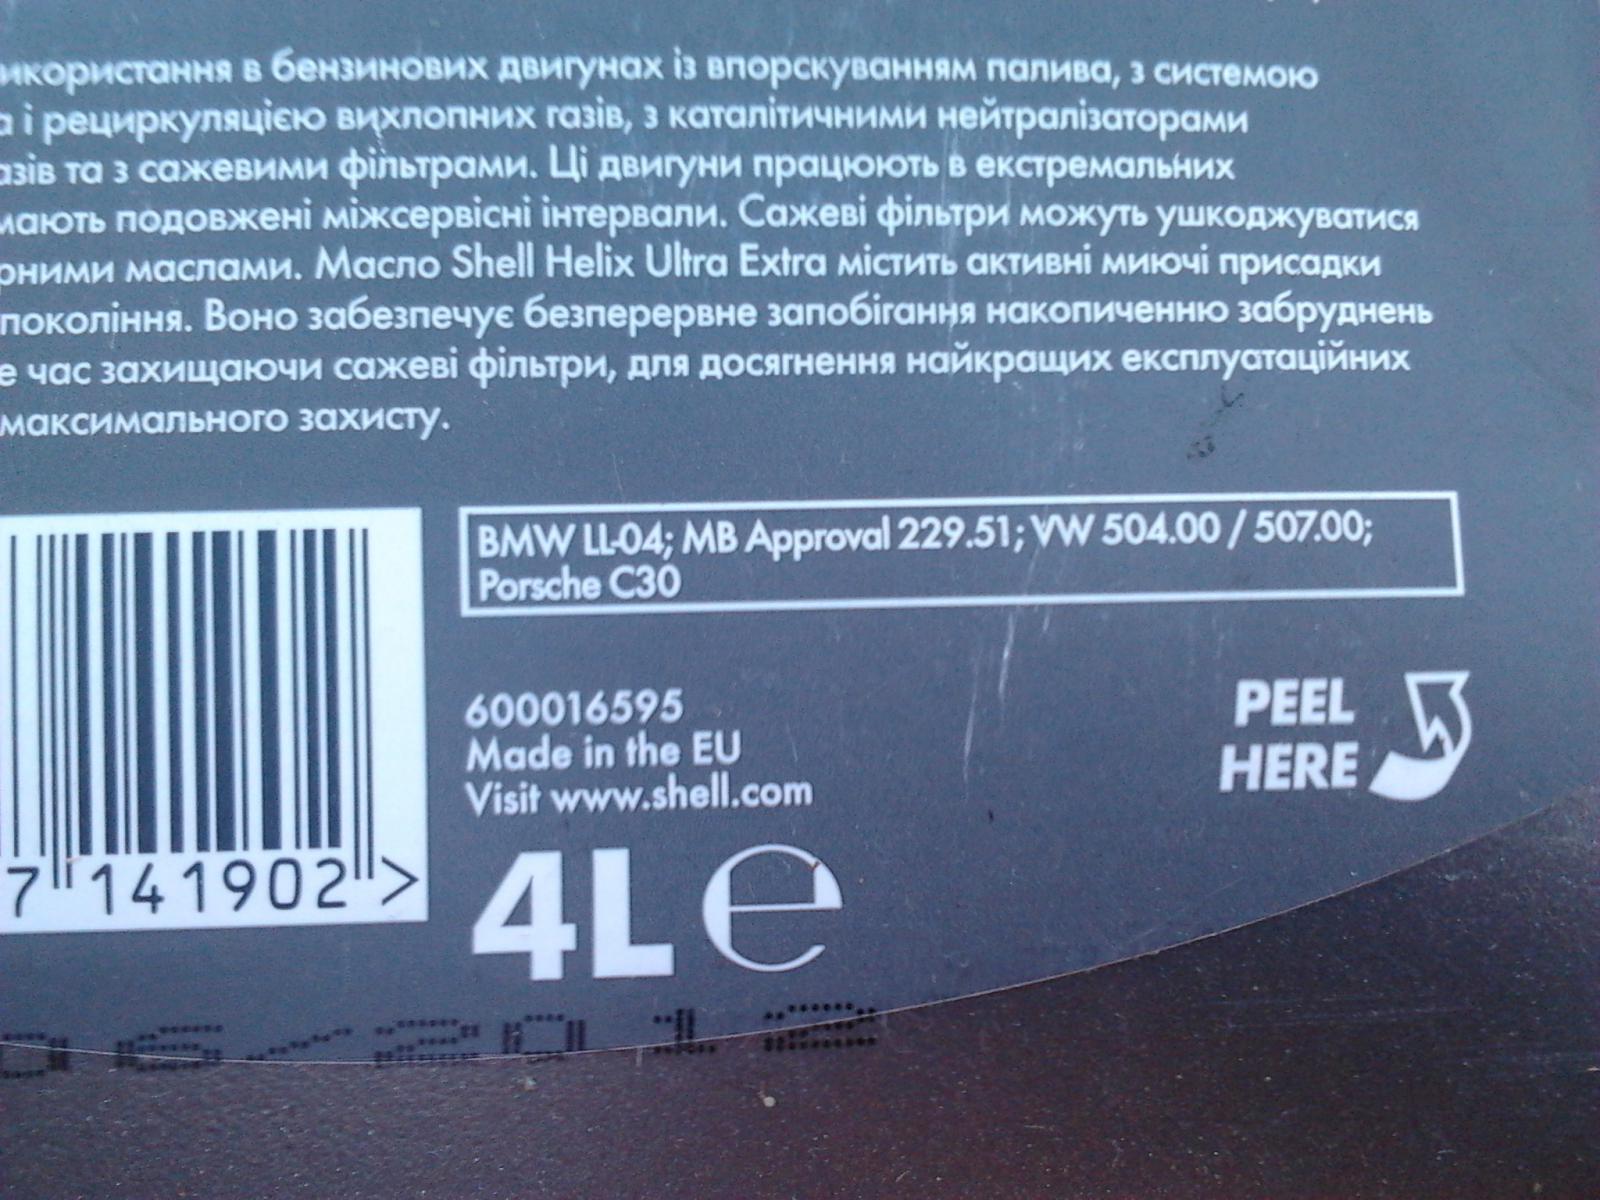 використання в бензинових двигунах із впорскуванням палива, з системою
а і рециркуляцією вихлопних газів, з каталітичними нейтралізаторами
азів та з сажевими фільтрами. Ці двигуни працюють в екстремальних
мають подовжені міжсервісні інтервали. Сажеві фільтри можуть ушкоджуватися
рними маслами. Масло Shell Helix Ultra Extra містить активні миючі присадки
покоління. Воно забезпечує безперервне запобігання накопиченню забруднень
е час захищаючи сажеві фільтри, для досягнення найкращих експлуатаційних
максимального захисту.
BMW LL-04; MB Approval 229.51; VW 504.00 / 507.00;
Porsche C30
600016595
Made in the EU
Visit www.shell.com
PEEL
HERE
7 141902 >
4L e
06/2012